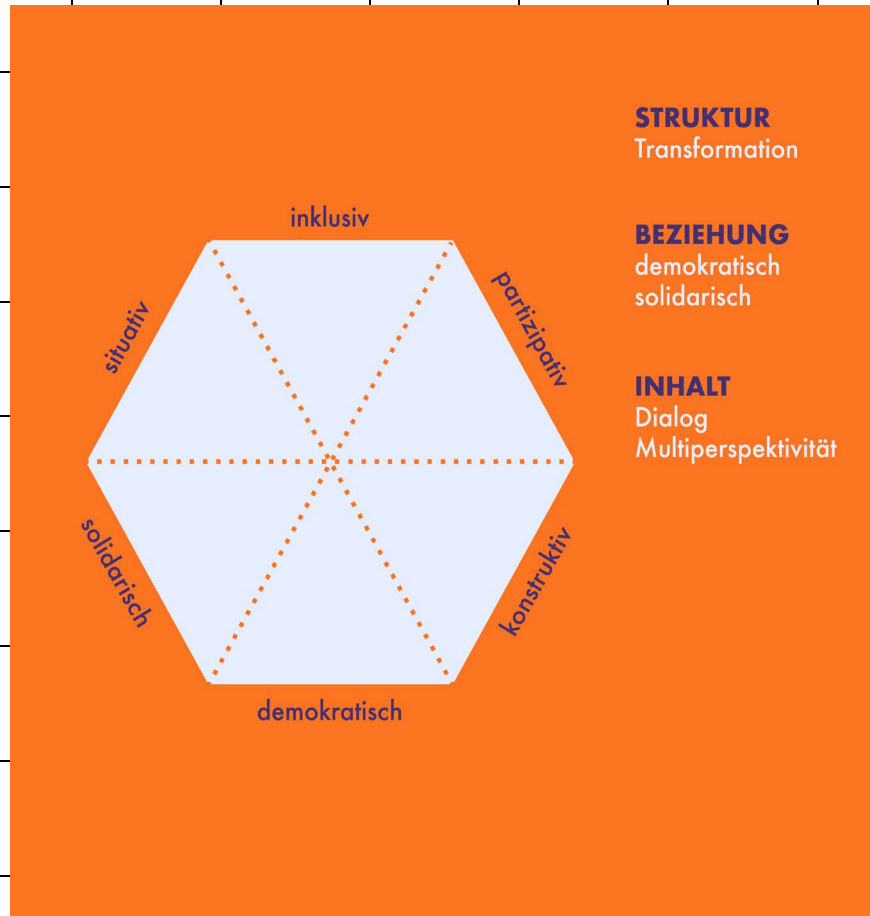 inklusiv
partizipativ
konstruktiv
demokratisch
solidarisch
situativ
STRUKTUR
Transformation
BEZIEHUNG
demokratisch
solidarisch
INHALT
Dialog
Multiperspektivität